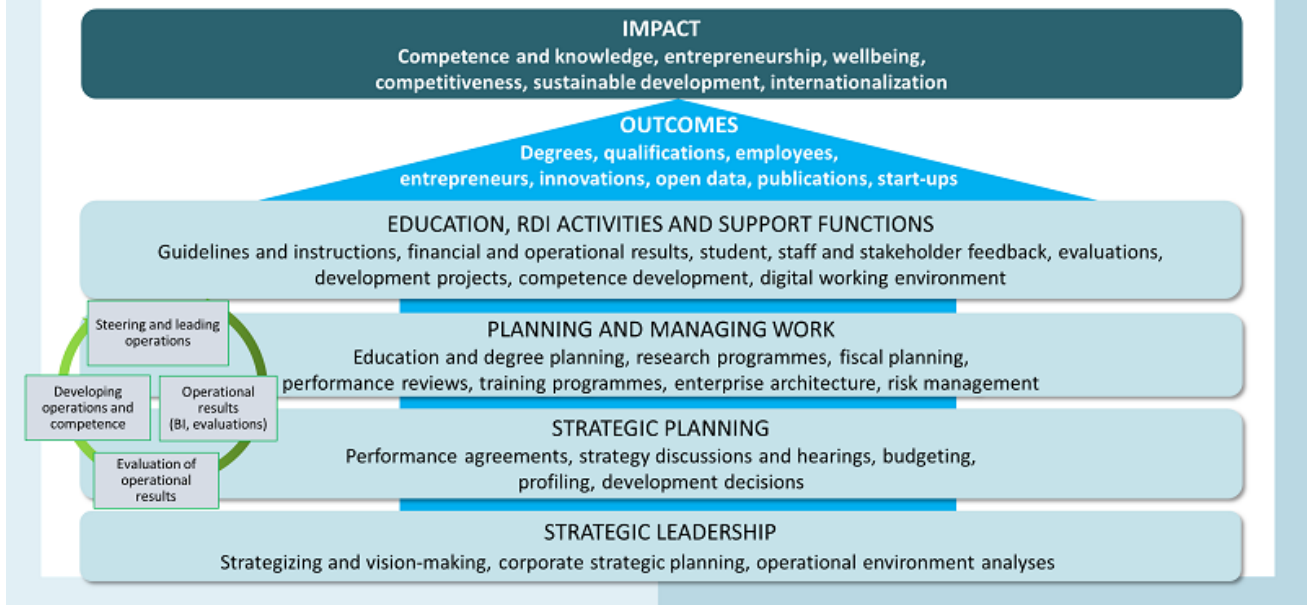 IMPACT
Competence and knowledge, entrepreneurship, wellbeing,
competitiveness, sustainable development, internationalization
OUTCOMES
Degrees, qualifications, employees,
entrepreneurs, innovations, open data, publications, start-ups
EDUCATION, RDI ACTIVITIES AND SUPPORT FUNCTIONS
Guidelines and instructions, financial and operational results, student, staff and stakeholder feedback, evaluations,
development projects, competence development, digital working environment
PLANNING AND MANAGING WORK
Education and degree planning, research programmes, fiscal planning,
performance reviews, training programmes, enterprise architecture, risk management
STRATEGIC PLANNING
Performance agreements, strategy discussions and hearings, budgeting,
profiling, development decisions
STRATEGIC LEADERSHIP
Strategizing and vision-making, corporate strategic planning, operational environment analyses
Steering and leading
operations
Developing
operations and
competence
Operational
results
(BI, evaluations)
Evaluation of
operational
results